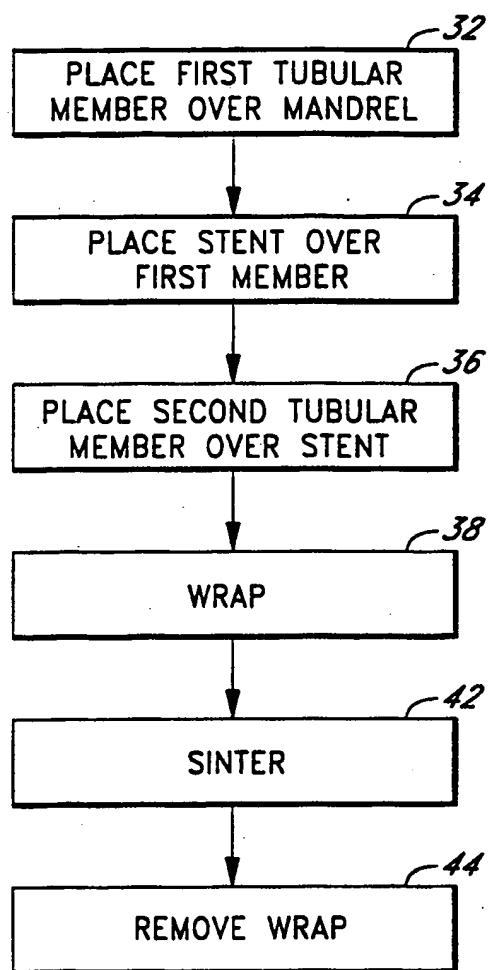 32
PLACE FIRST TUBULAR
MEMBER OVER MANDREL
34
PLACE STENT OVER
FIRST MEMBER
36
PLACE SECOND TUBULAR
MEMBER OVER STENT
38
WRAP
42
SINTER
44
REMOVE WRAP